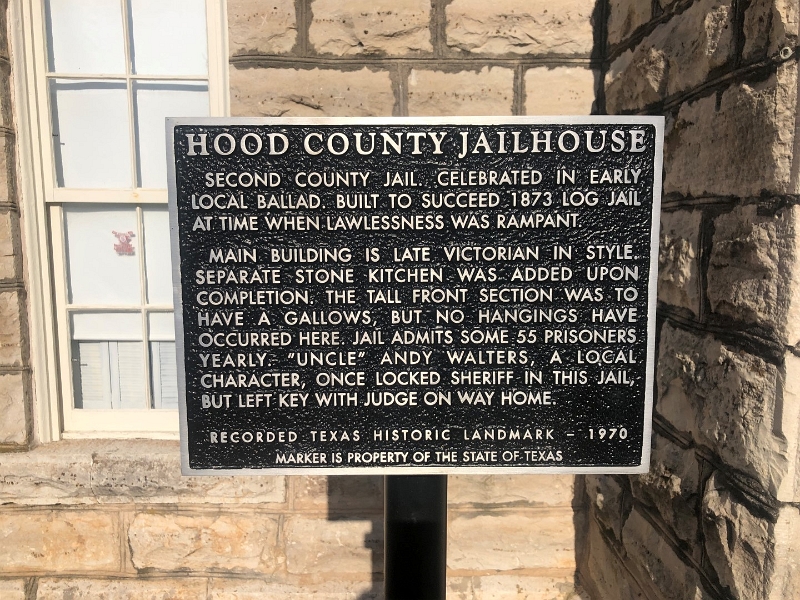 HOOD COUNTY JAILHOUSE
SECOND COUNTY JAIL. CELEBRATED IN EARLY
LOCAL BALLAD. BUILT TO SUCCEED 1873 LOG JAIL
AT TIME WHEN LAWLESSNESS WAS RAMPANT.
MAIN BUILDING IS LATE VICTORIAN IN STYLE.
SEPARATE STONE KITCHEN WAS ADDED UPON
COMPLETION. THE TALL FRONT SECTION WAS TO
HAVE A GALLOWS, BUT NO HANGINGS HAVE
OCCURRED HERE. JAIL ADMITS SOME 55 PRISONERS
YEARLY. "UNCLE" ANDY WALTERS, A LOCAL
CHARACTER, ONCE LOCKED SHERIFF IN THIS JAIL,
BUT LEFT KEY WITH JUDGE ON WAY HOME.
RECORDED TEXAS HISTORIC LANDMARK – 1970
MARKER IS PROPERTY OF THE STATE OF TEXAS